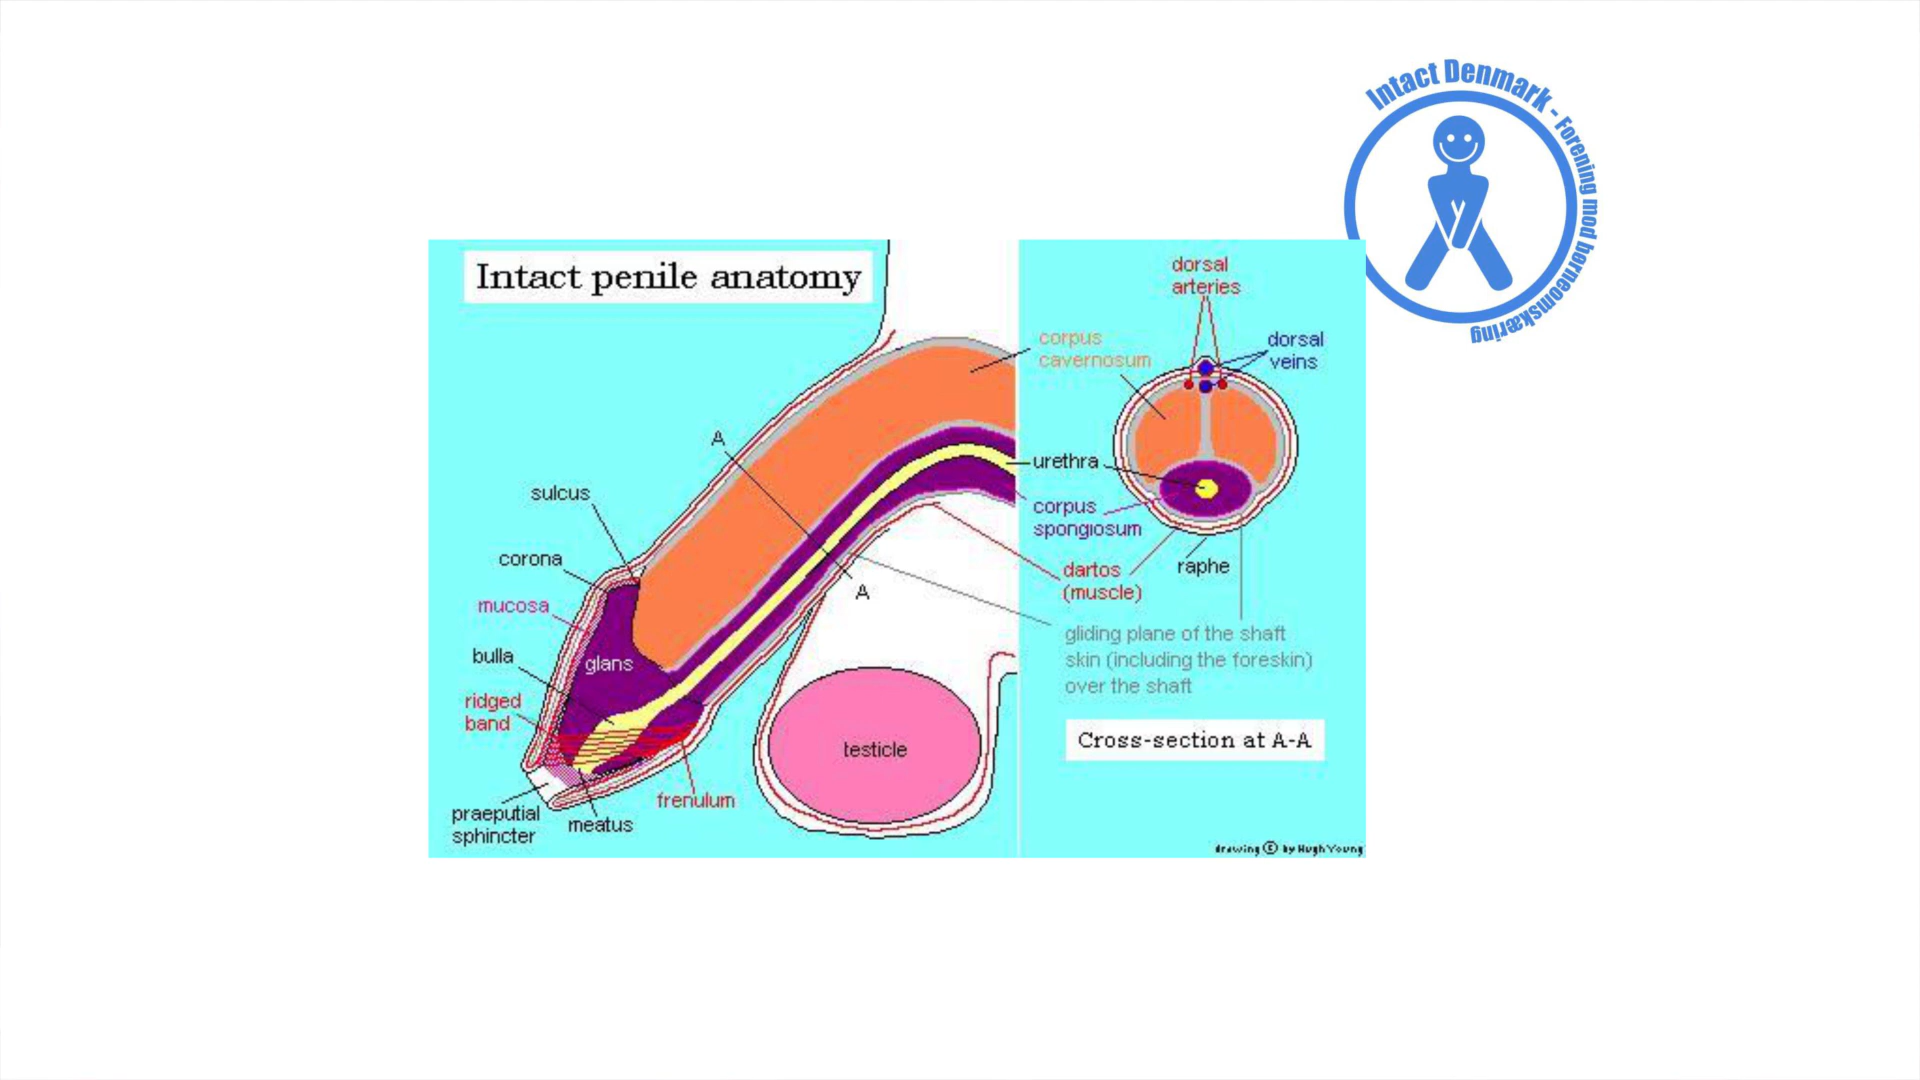 Intact Denmark - Forening mod børneomskæring
Intact penile anatomy
dorsal
arteries
corpus
cavernosum
dorsal
veins
A
urethra
sulcus
corpus
spongiosum
corona
raphe
dartos
(muscle)
A
mucosa
gliding plane of the shaft
skin (including the foreskin)
over the shaft
bulla
glans
ridged
band
testicle
Cross-section at A-A
frenulum
praeputial
sphincter
meatus
drawing © by Hugh Young